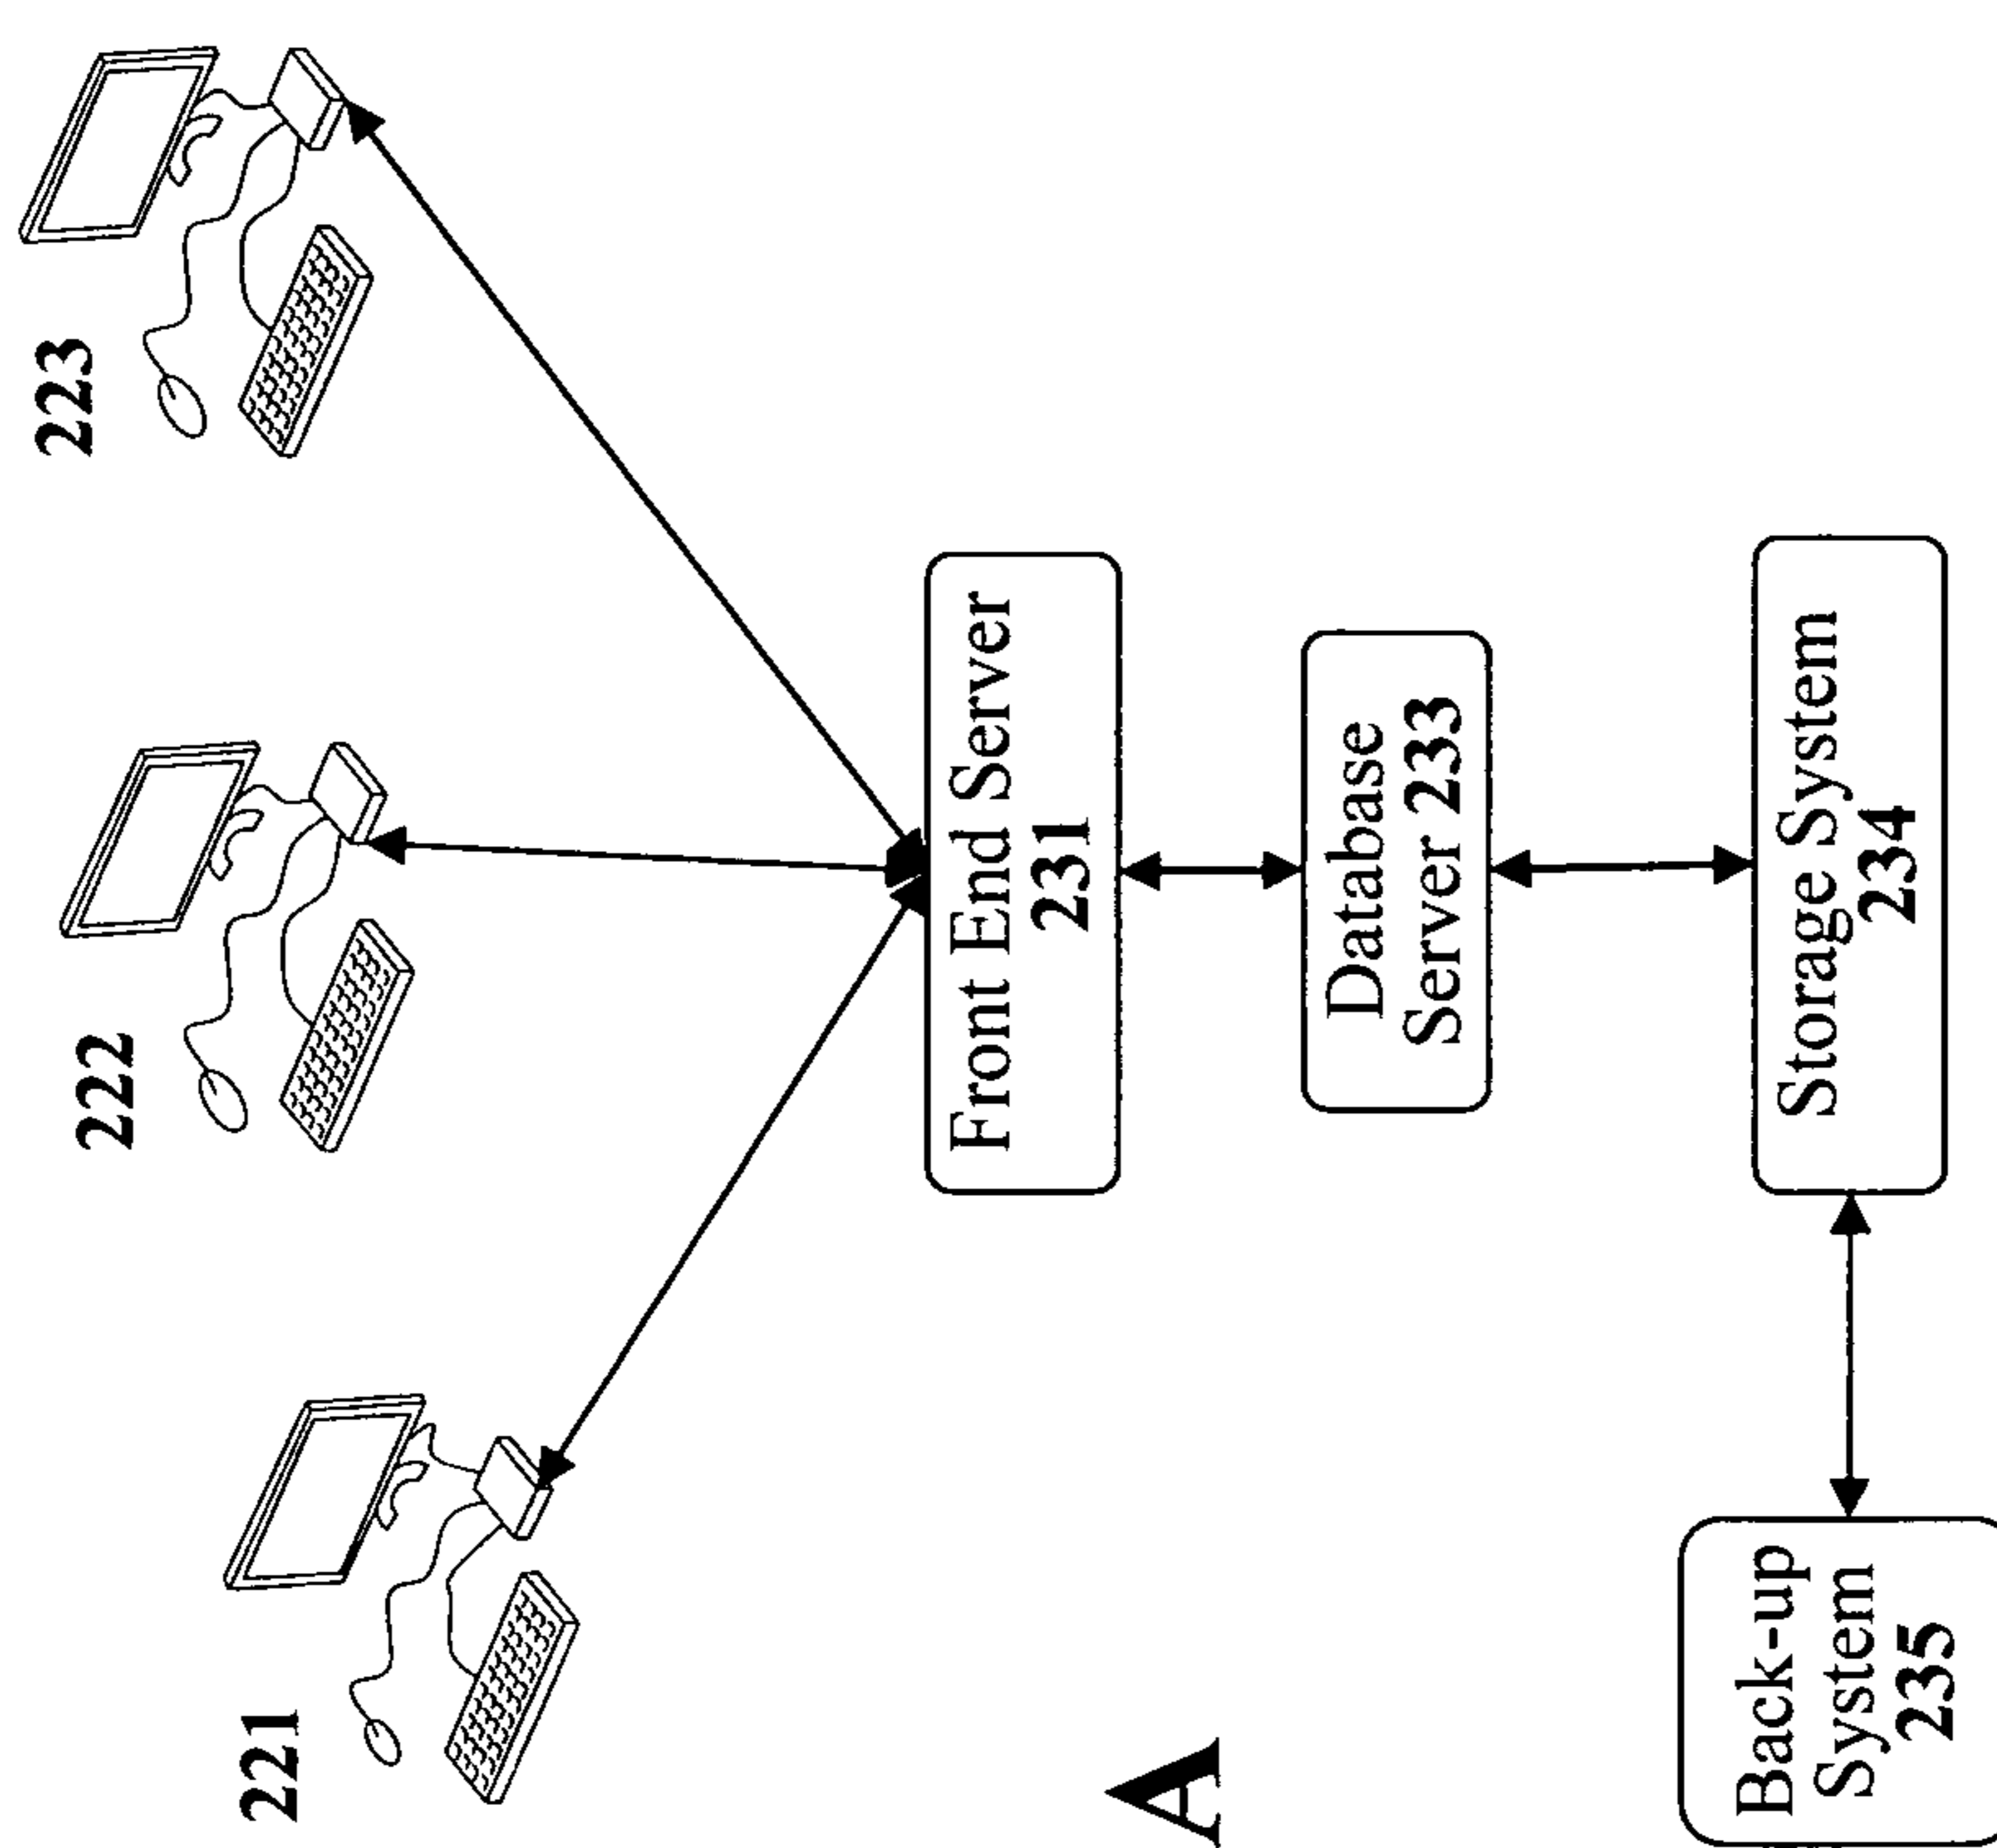 221
222
223
Front End Server
231
Database
Server 233
Storage System
234
Back-up
System
235
A